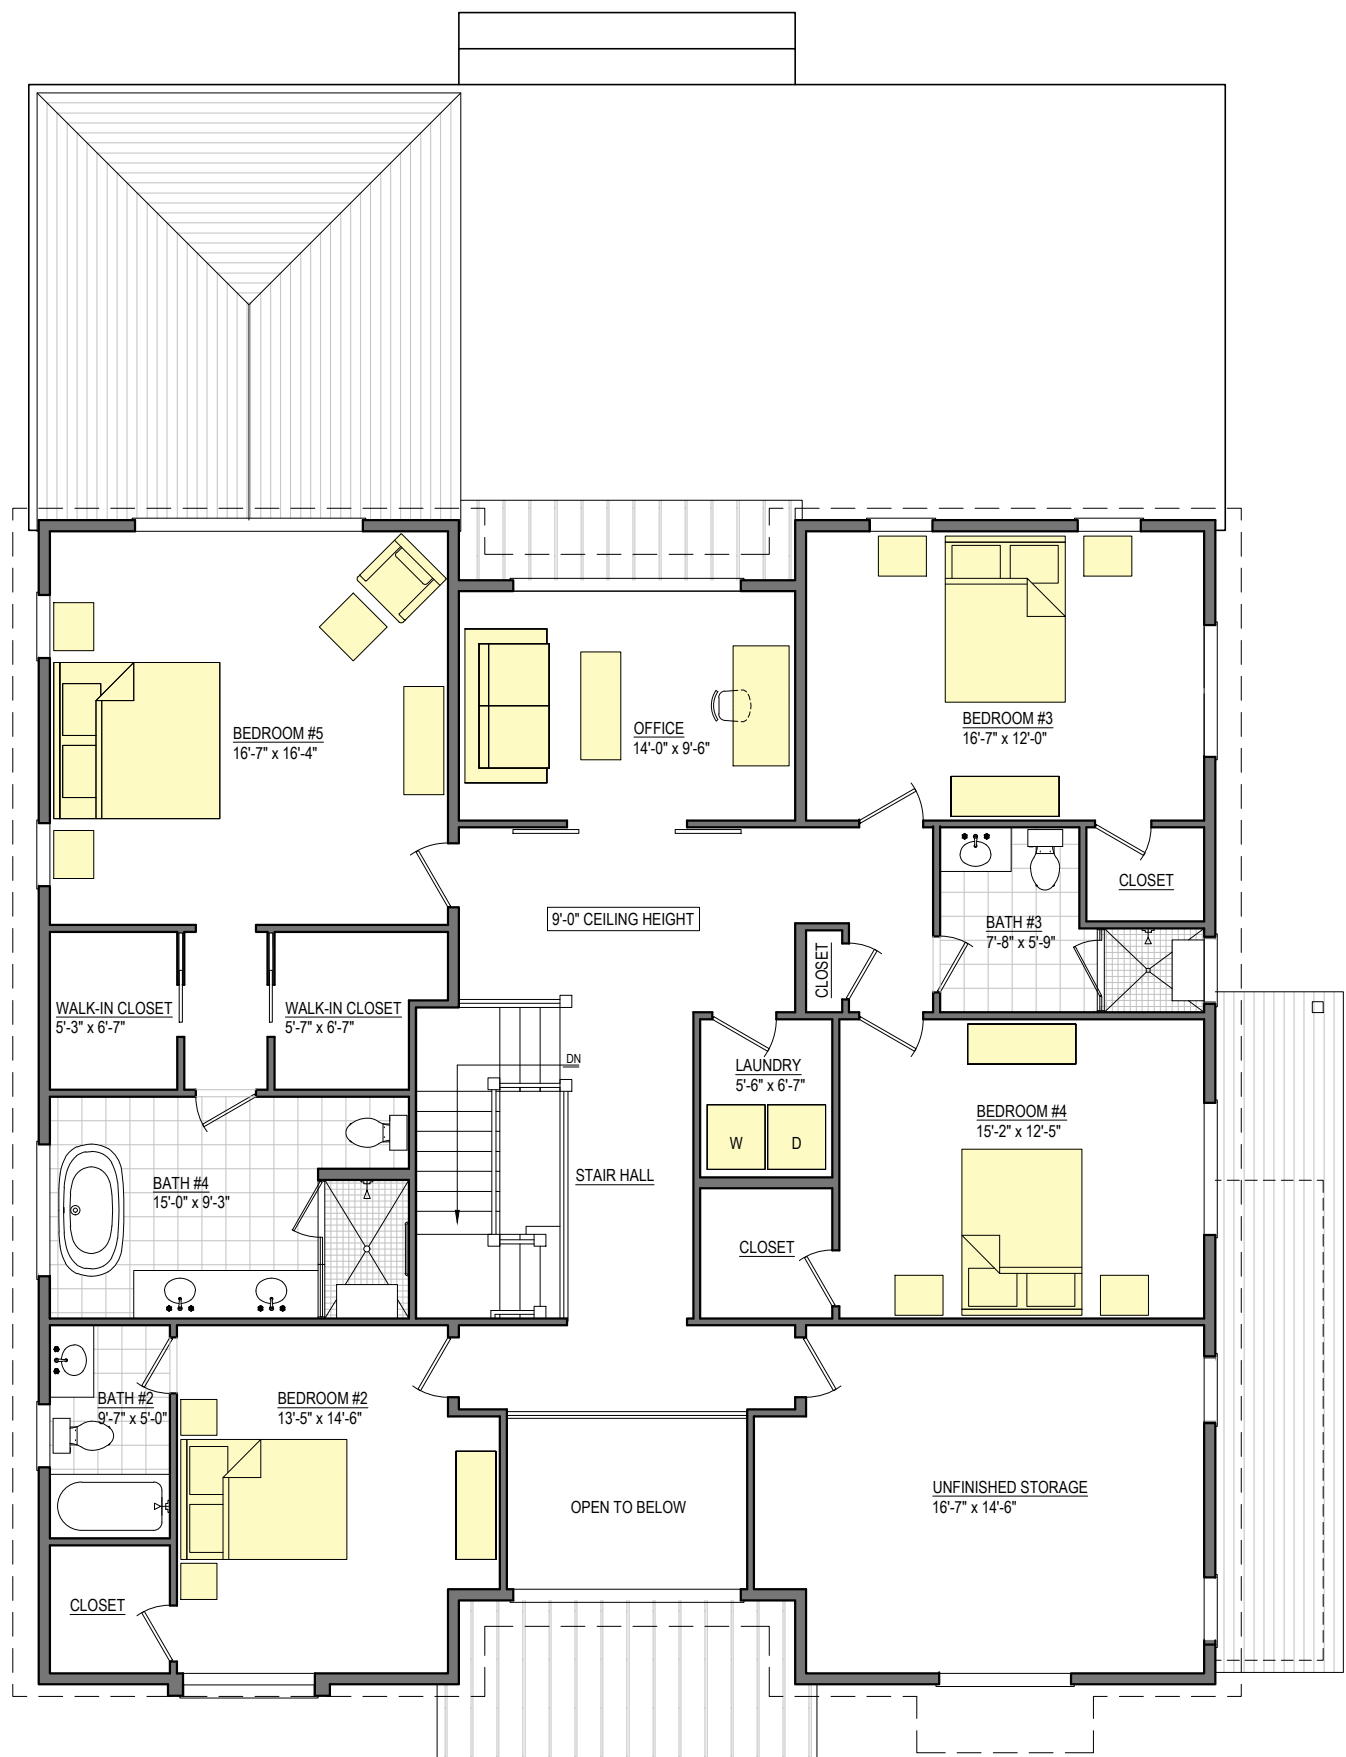 BEDROOM #5
16'-7" x 16'-4"
OFFICE
14'-0" x 9'-6"
BEDROOM #3
16'-7" x 12'-0"
CLOSET
9'-0" CEILING HEIGHT
BATH #3
7'-8" x 5'-9"
CLOSET
WALK-IN CLOSET
5'-3" x 6'-7"
WALK-IN CLOSET
5'-7" x 6'-7"
DN
LAUNDRY
5'-6" x 6'-7"
W
D
BEDROOM #4
15'-2" x 12'-5"
BATH #4
15'-0" x 9'-3"
STAIR HALL
CLOSET
BATH #2
9'-7" x 5'-0"
BEDROOM #2
13'-5" x 14'-6"
OPEN TO BELOW
UNFINISHED STORAGE
16'-7" x 14'-6"
CLOSET